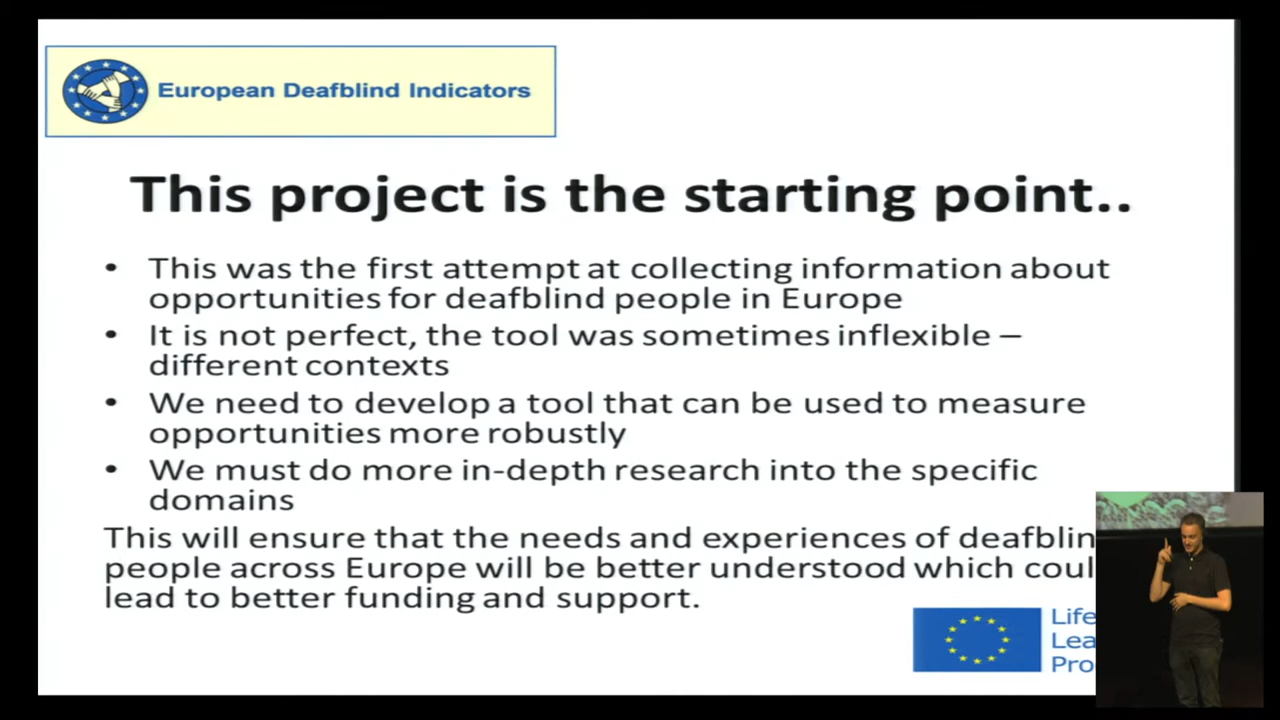 European Deafblind Indicators
This project is the starting point..
• This was the first attempt at collecting information about
opportunities for deafblind people in Europe
• It is not perfect, the tool was sometimes inflexible –
different contexts
• We need to develop a tool that can be used to measure
opportunities more robustly
• We must do more in-depth research into the specific
domains
This will ensure that the needs and experiences of deafblin
people across Europe will be better understood which coul
lead to better funding and support.
Life
Lea
Pro